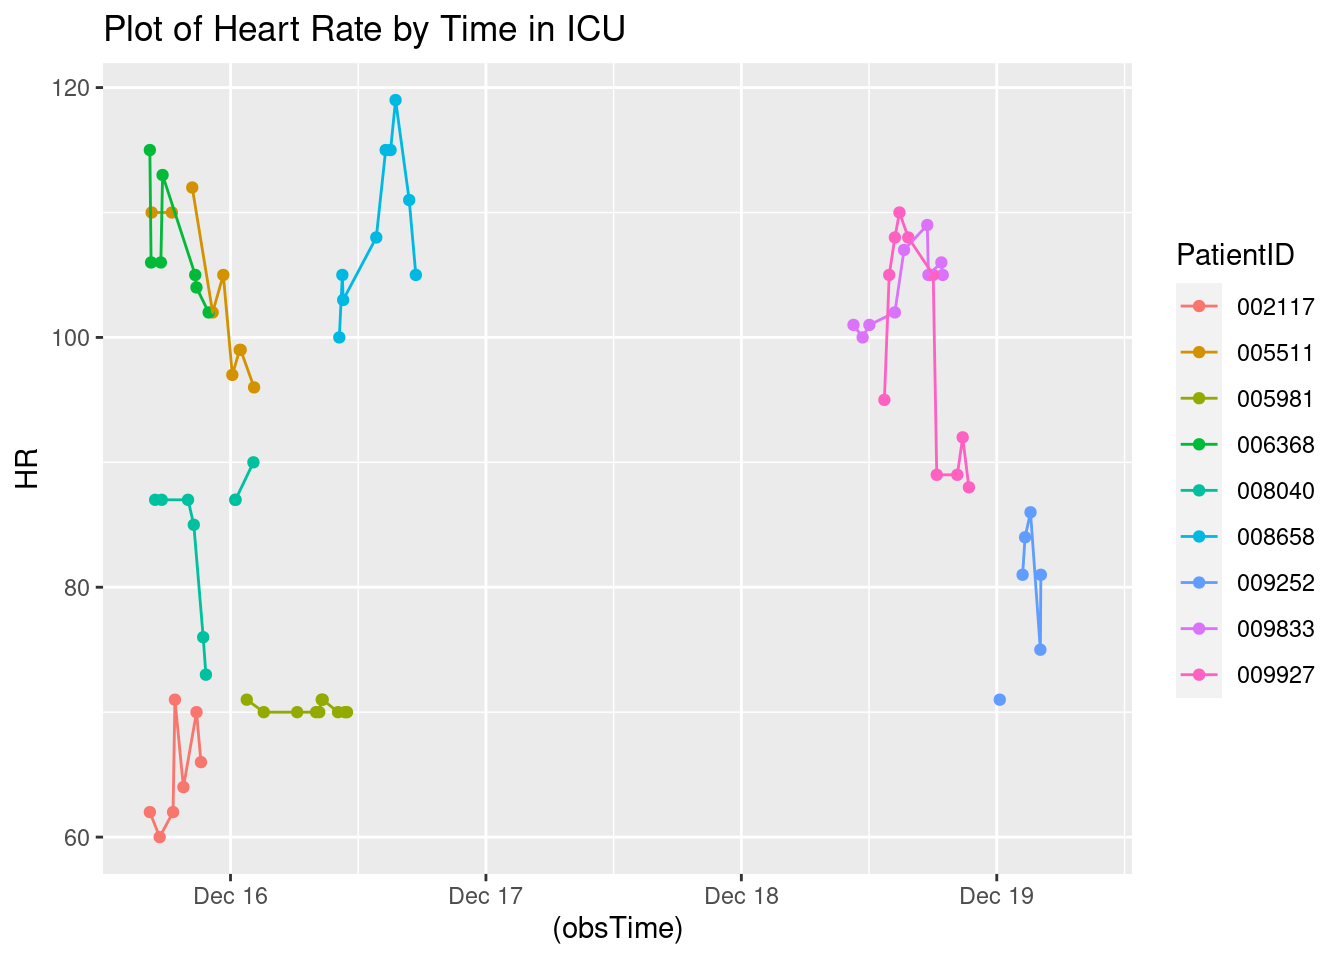 Plot of Heart Rate by Time in ICU
120
100
80
60
HR
Dec 16
Dec 17
Dec 18
Dec 19
(obsTime)
PatientID
002117
005511
005981
006368
008040
008658
009252
009833
009927